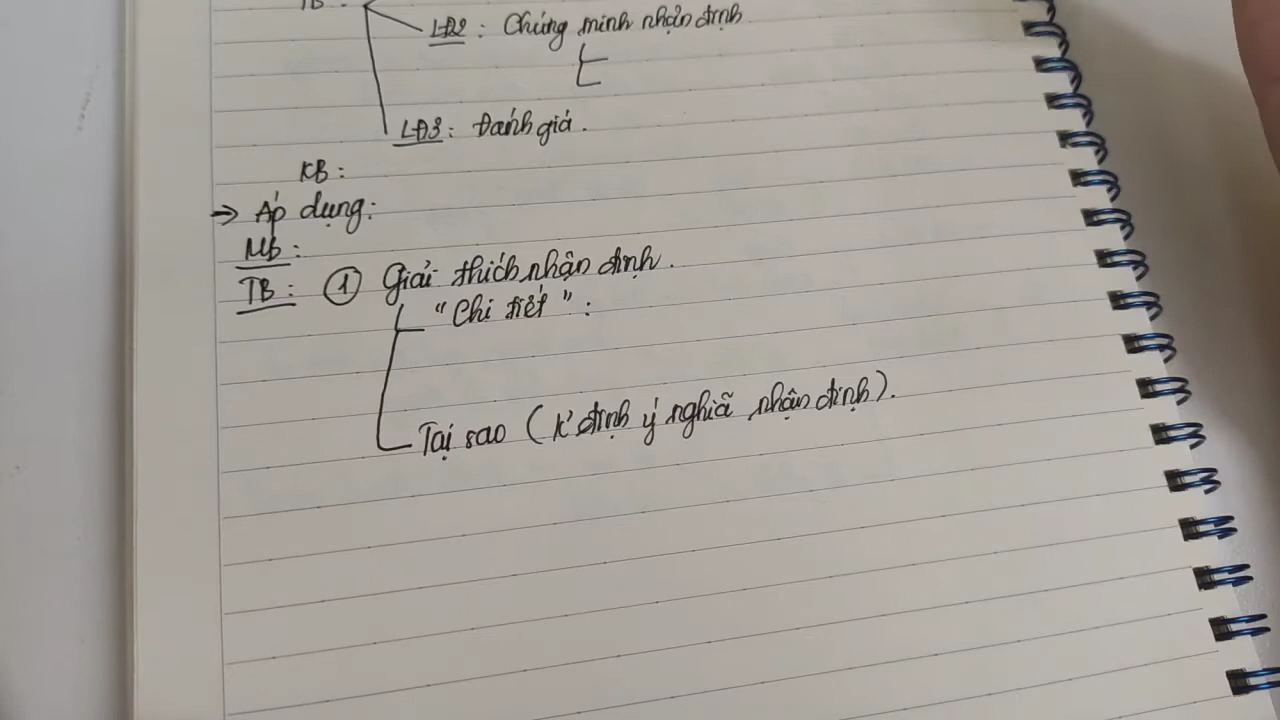 TB :
LĐ2 : Chứng minh nhận định
LĐ3 : Đánh giá.
KB :
→ Áp dụng:
MB :
TB : ① Giải thích nhận định.
"Chi tiết" :
Tại sao (k' định ý nghĩa nhận định).